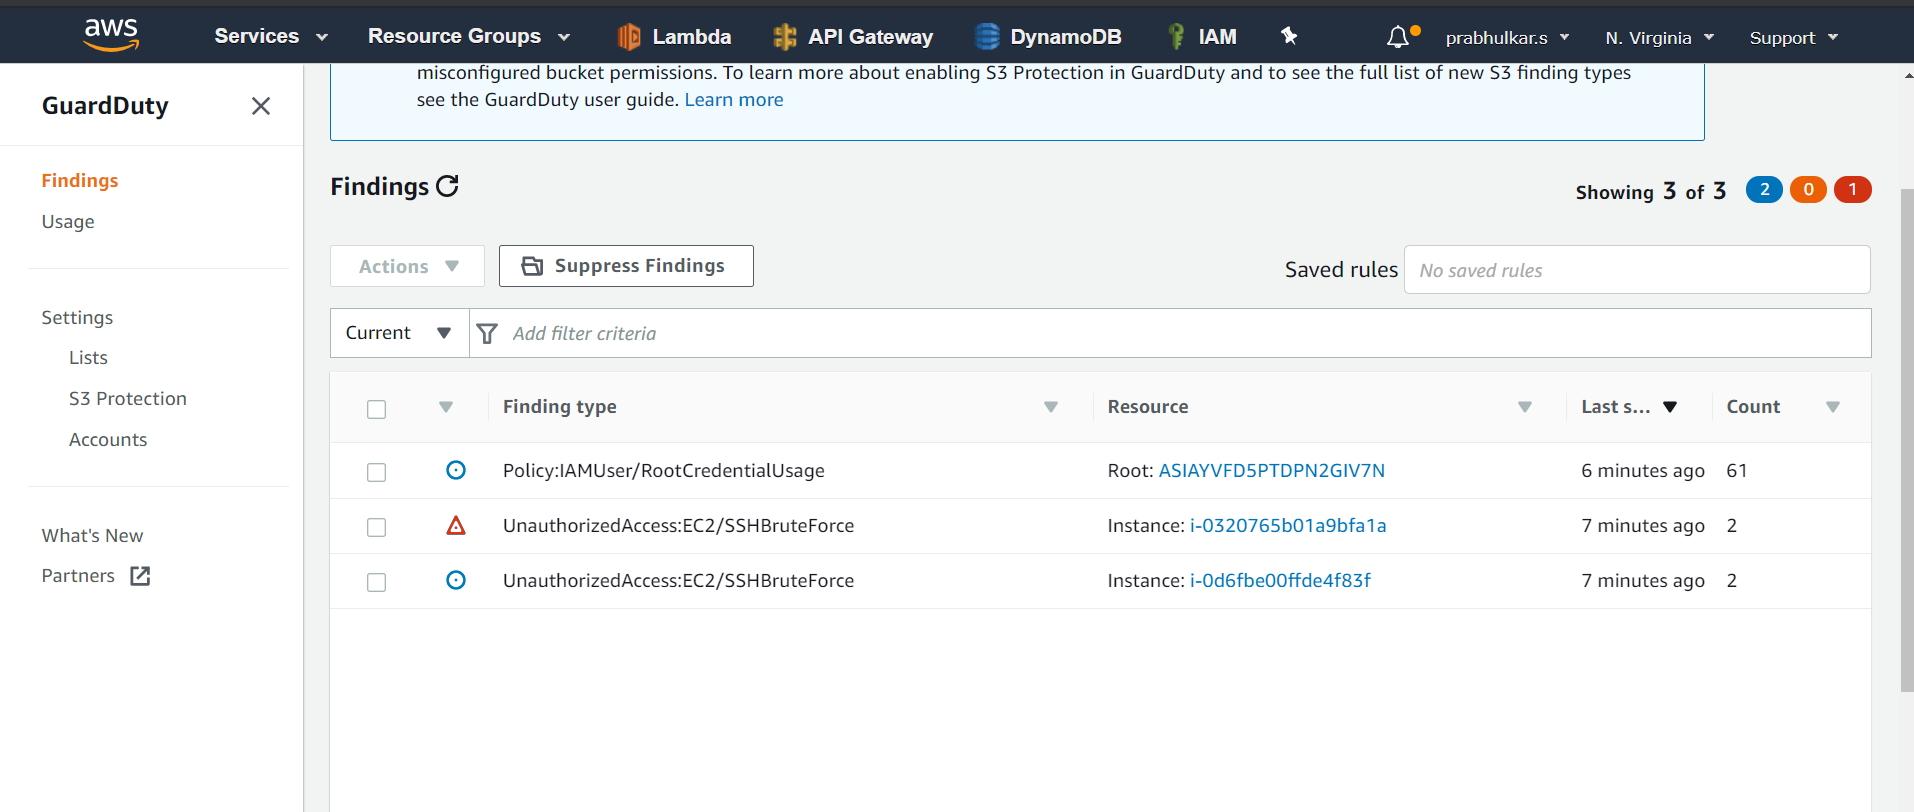 aws Services Resource Groups Lambda API Gateway DynamoDB IAM prabhulkar.s N. Virginia Support
GuardDuty
Findings
Usage
Settings
Lists
S3 Protection
Accounts
What's New
Partners
misconfigured bucket permissions. To learn more about enabling S3 Protection in GuardDuty and to see the full list of new S3 finding types
see the GuardDuty user guide. Learn more
Findings Showing 3 of 3 2 0 1
Actions Suppress Findings Saved rules No saved rules
Current Add filter criteria
Finding type Resource Last s... Count
Policy:IAMUser/RootCredentialUsage Root: ASIAYVFD5PTDPN2GIV7N 6 minutes ago 61
UnauthorizedAccess:EC2/SSHBruteForce Instance: i-0320765b01a9bfa1a 7 minutes ago 2
UnauthorizedAccess:EC2/SSHBruteForce Instance: i-0d6fbe00ffde4f83f 7 minutes ago 2